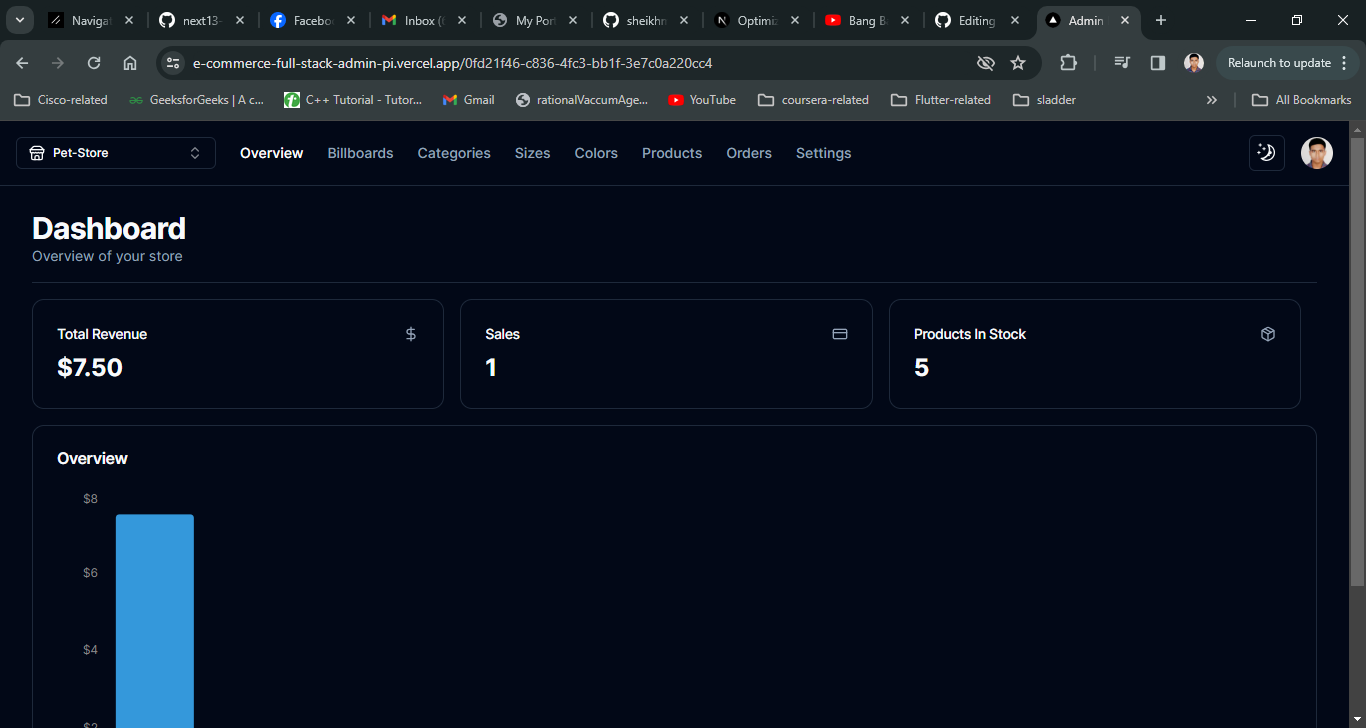 Navigat
next13-
Facebo
Inbox (
My Port
sheikhr
Optimiz
Bang B
Editing
Admin
e-commerce-full-stack-admin-pi.vercel.app/0fd21f46-c836-4fc3-bb1f-3e7c0a220cc4
Relaunch to update
Cisco-related
GeeksforGeeks | A c...
C++ Tutorial - Tutor...
Gmail
rationalVaccumAge...
YouTube
coursera-related
Flutter-related
sladder
»
All Bookmarks
Pet-Store
Overview
Billboards
Categories
Sizes
Colors
Products
Orders
Settings
Dashboard
Overview of your store
Total Revenue
$
$7.50
Sales
1
Products In Stock
5
Overview
$8
$6
$4
$2